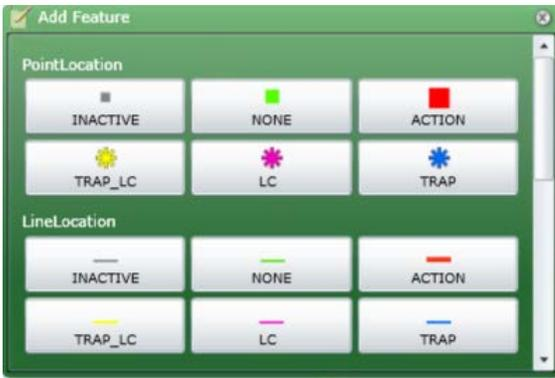 Add Feature
PointLocation
INACTIVE NONE ACTION
TRAP_LC LC TRAP
LineLocation
INACTIVE NONE ACTION
TRAP_LC LC TRAP